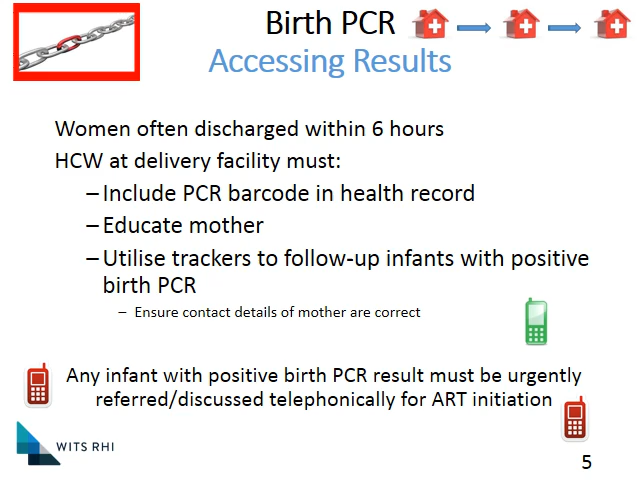 Birth PCR
Accessing Results
Women often discharged within 6 hours
HCW at delivery facility must:
– Include PCR barcode in health record
– Educate mother
– Utilise trackers to follow-up infants with positive
birth PCR
– Ensure contact details of mother are correct
Any infant with positive birth PCR result must be urgently
referred/discussed telephonically for ART initiation
WITS RHI
5